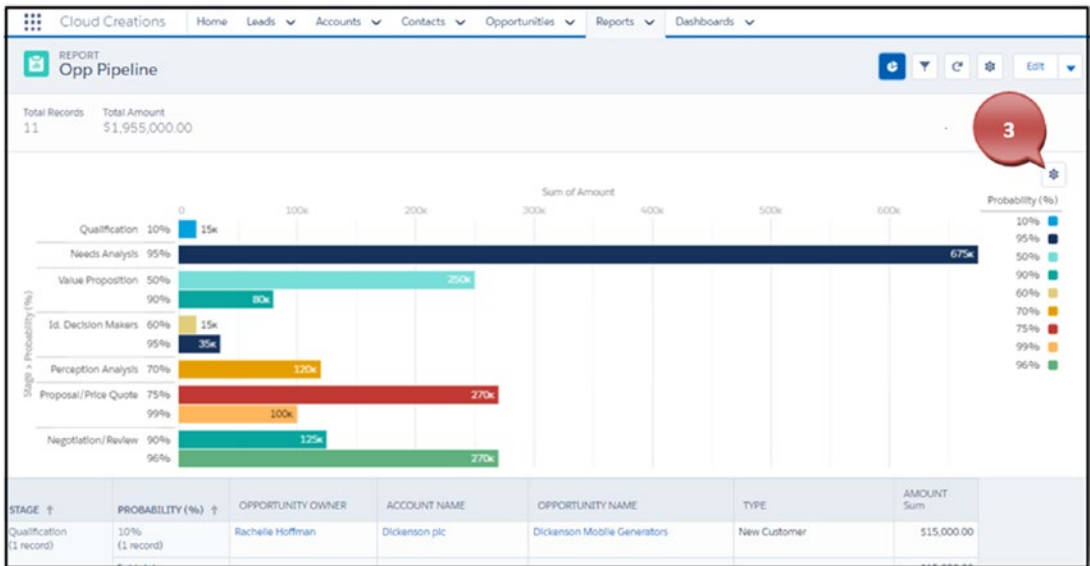 Cloud Creations Home Leads Accounts Contacts Opportunities Reports Dashboards
REPORT
Opp Pipeline
Edit
Total Records Total Amount
11 $1,955,000.00
3
Sum of Amount
0 100K 200K 300K 400K 500K 600K
Probability (%)
10%
95%
50%
90%
60%
70%
75%
99%
96%
Stage > Probability (%)
Qualification 10% 15K
Needs Analysis 95% 675K
Value Proposition 50% 250K
90% 80K
Id. Decision Makers 60% 15K
95% 35K
Perception Analysis 70% 120K
Proposal/Price Quote 75% 270K
99% 100K
Negotiation/Review 90% 125K
96% 270K
STAGE ↑ PROBABILITY (%) ↑ OPPORTUNITY OWNER ACCOUNT NAME OPPORTUNITY NAME TYPE AMOUNT
Sum
Qualification 10% Rachelle Hoffman Dickenson plc Dickenson Mobile Generators New Customer $15,000.00
(1 record) (1 record)